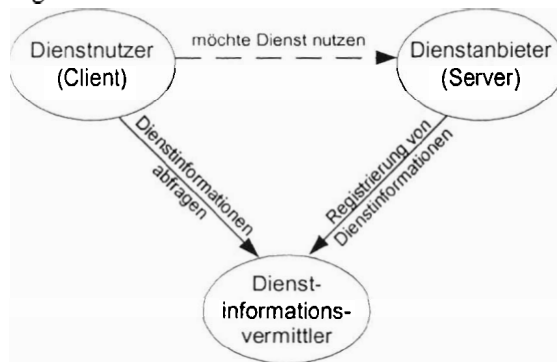 Dienstnutzer
(Client)
möchte Dienst nutzen
Dienstanbieter
(Server)
Dienstinformationen
abfragen
Registrierung von
Dienstinformationen
Dienst-
informations-
vermittler